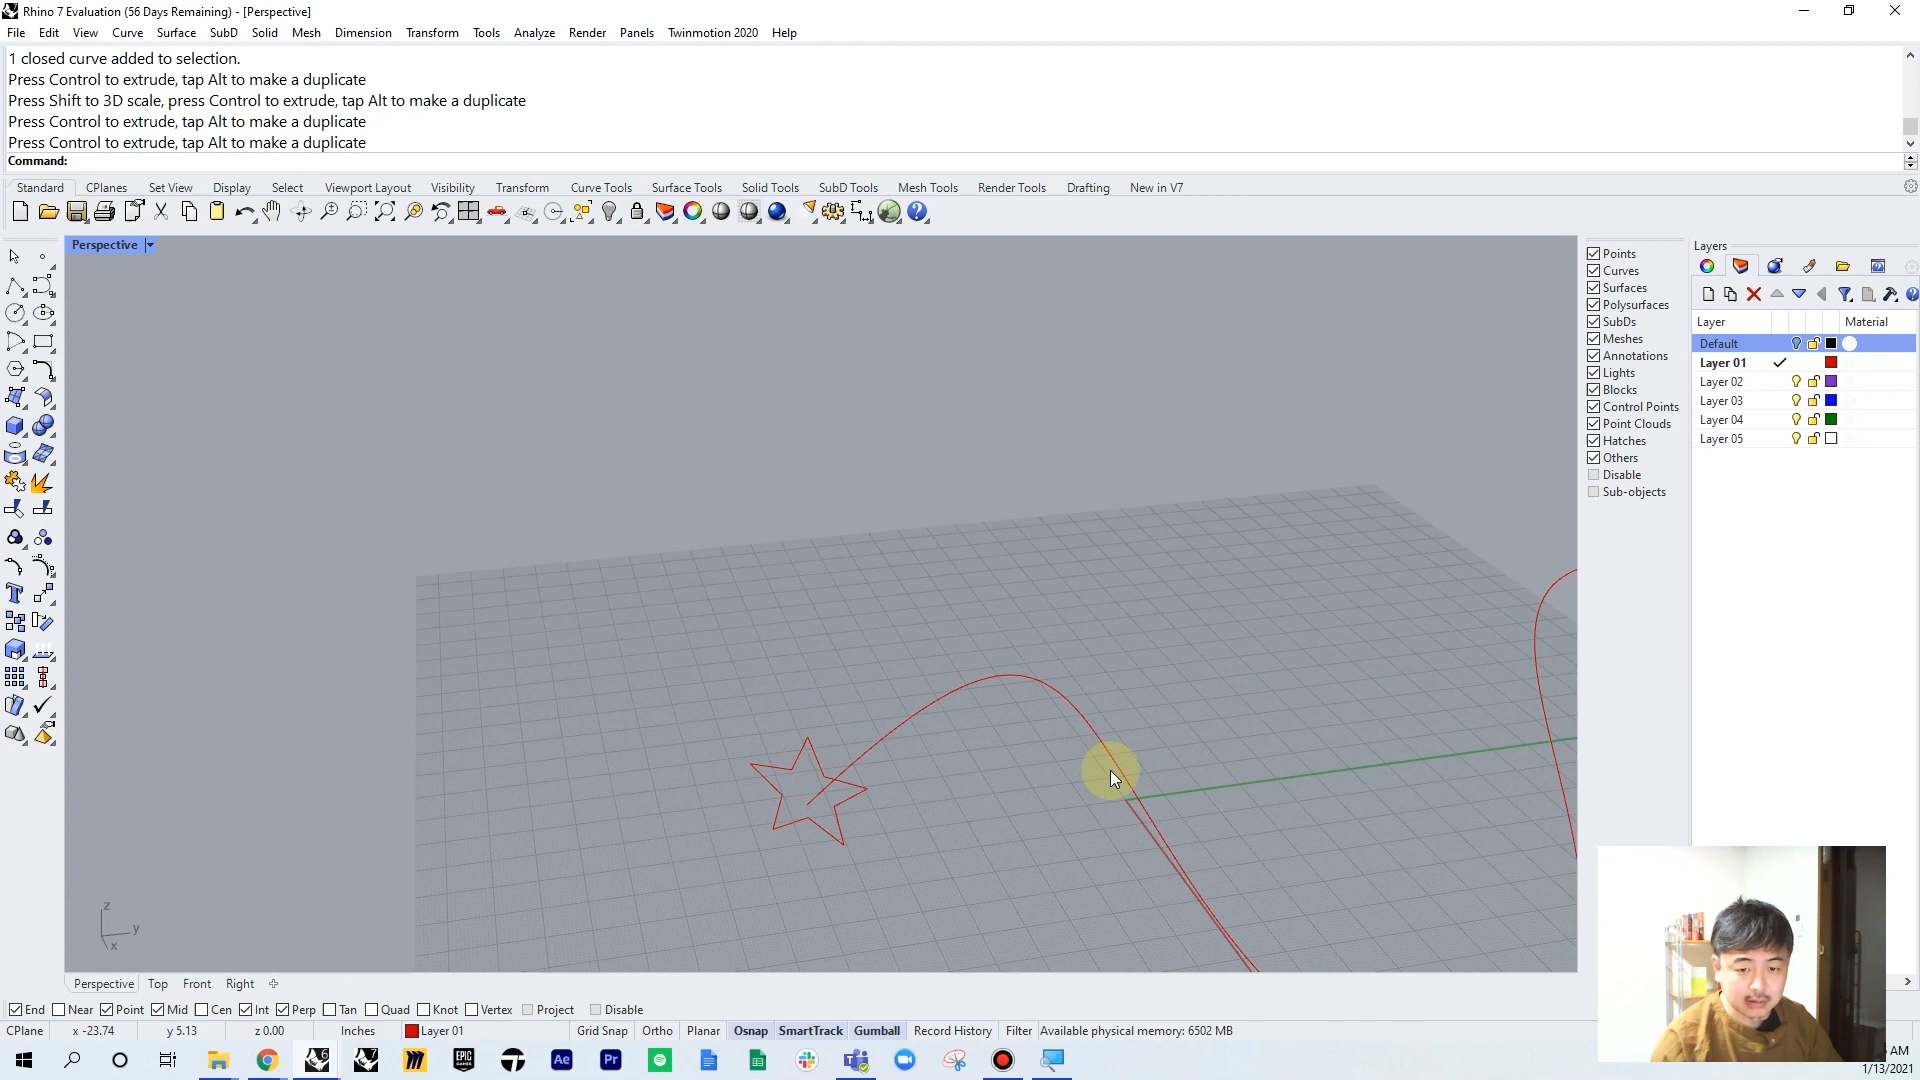 Rhino 7 Evaluation (56 Days Remaining) - [Perspective]
File Edit View Curve Surface SubD Solid Mesh Dimension Transform Tools Analyze Render Panels Twinmotion 2020 Help
1 closed curve added to selection.
Press Control to extrude, tap Alt to make a duplicate
Press Shift to 3D scale, press Control to extrude, tap Alt to make a duplicate
Press Control to extrude, tap Alt to make a duplicate
Press Control to extrude, tap Alt to make a duplicate
Command:
Standard CPlanes Set View Display Select Viewport Layout Visibility Transform Curve Tools Surface Tools Solid Tools SubD Tools Mesh Tools Render Tools Drafting New in V7
Perspective
Points
Curves
Surfaces
Polysurfaces
SubDs
Meshes
Annotations
Lights
Blocks
Control Points
Point Clouds
Hatches
Others
Disable
Sub-objects
Layers
Layer Material
Default
Layer 01
Layer 02
Layer 03
Layer 04
Layer 05
z
y
x
Perspective Top Front Right
End Near Point Mid Cen Int Perp Tan Quad Knot Vertex Project Disable
CPlane x -23.74 y 5.13 z 0.00 Inches Layer 01 Grid Snap Ortho Planar Osnap SmartTrack Gumball Record History Filter Available physical memory: 6502 MB
6 7 EPIC GAMES Ae Pr
AM
1/13/2021